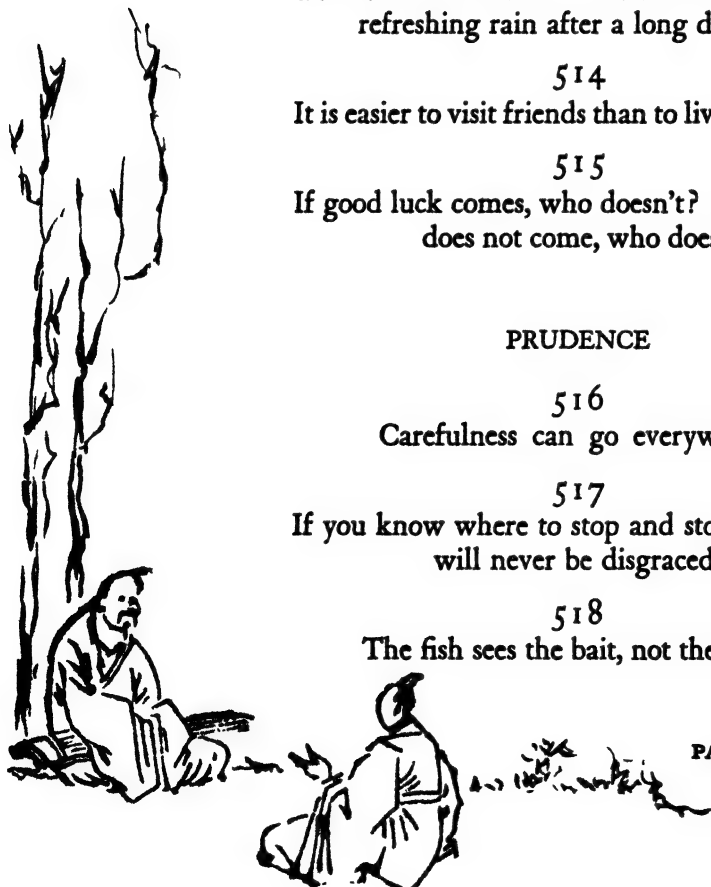 refreshing rain after a long d
514
It is easier to visit friends than to liv
515
If good luck comes, who doesn't?
does not come, who does
PRUDENCE
516
Carefulness can go everyw
517
If you know where to stop and sto
will never be disgraced
518
The fish sees the bait, not the
PA